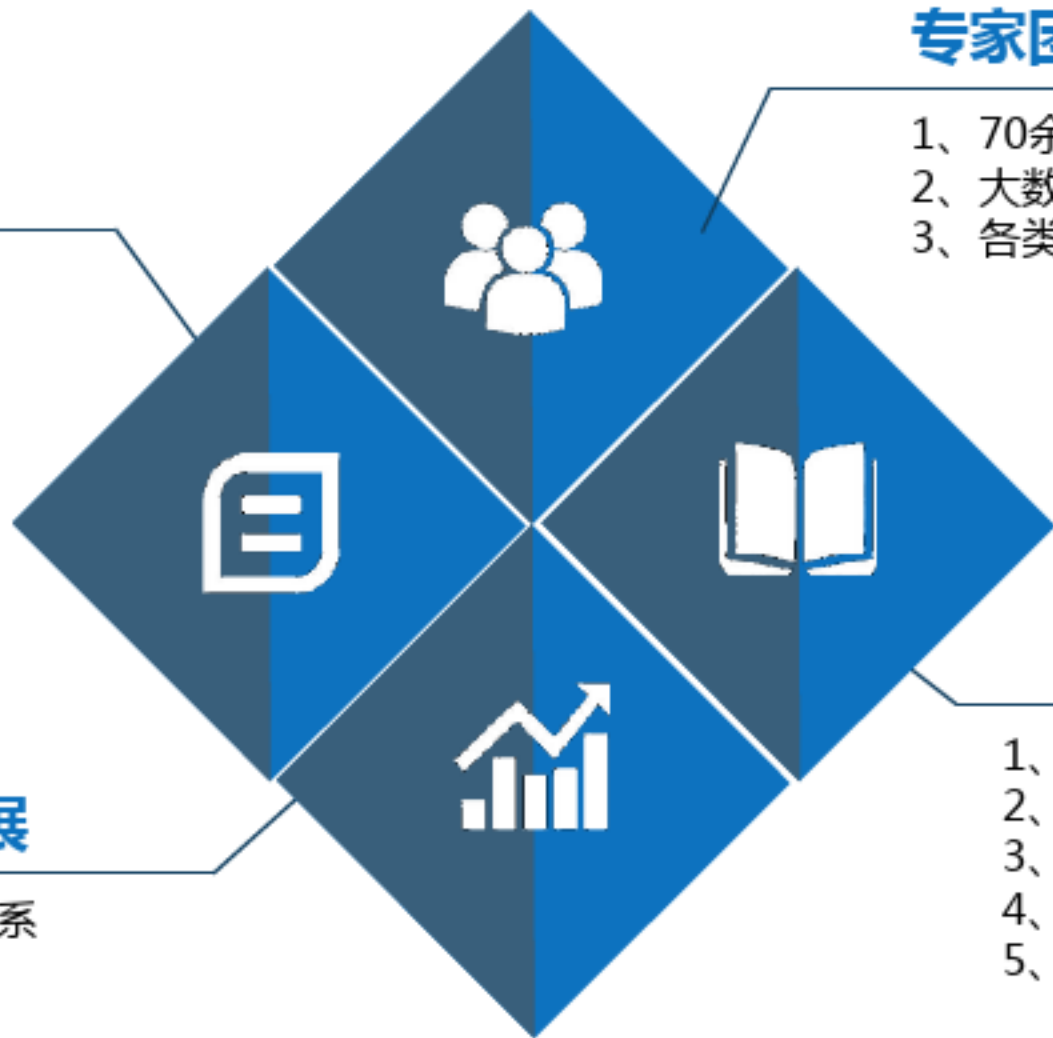 专家团
1、70余
2、大数
3、各类
1、
2、
3、
4、
5、
展
系